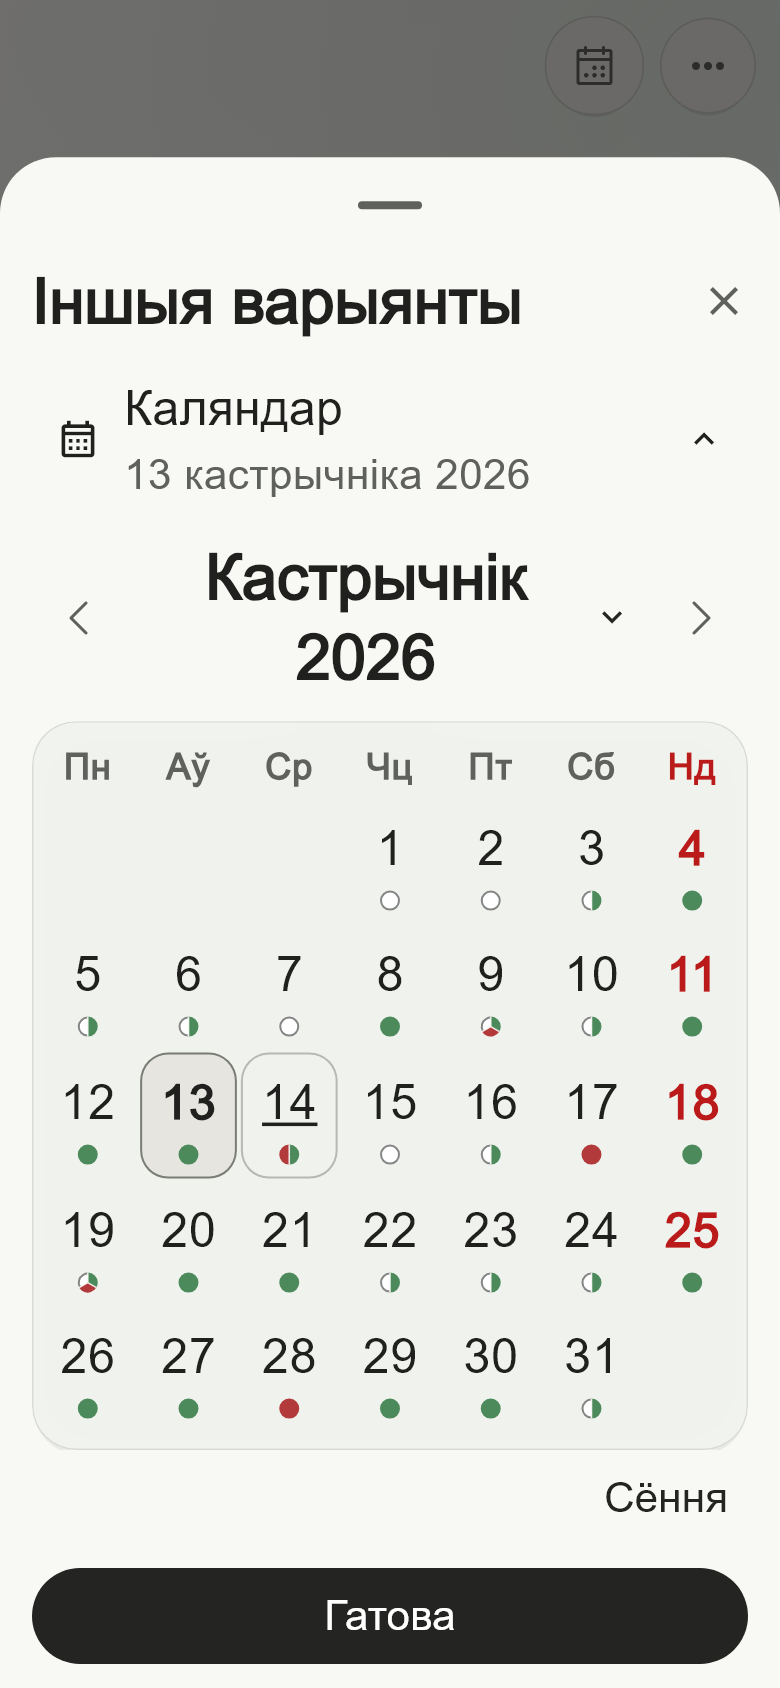 Іншыя варыянты
Каляндар
13 кастрычніка 2026
Кастрычнік
2026
Пн Аў Ср Чц Пт Сб Нд
1 2 3 4
5 6 7 8 9 10 11
12 13 14 15 16 17 18
19 20 21 22 23 24 25
26 27 28 29 30 31
Сёння
Гатова